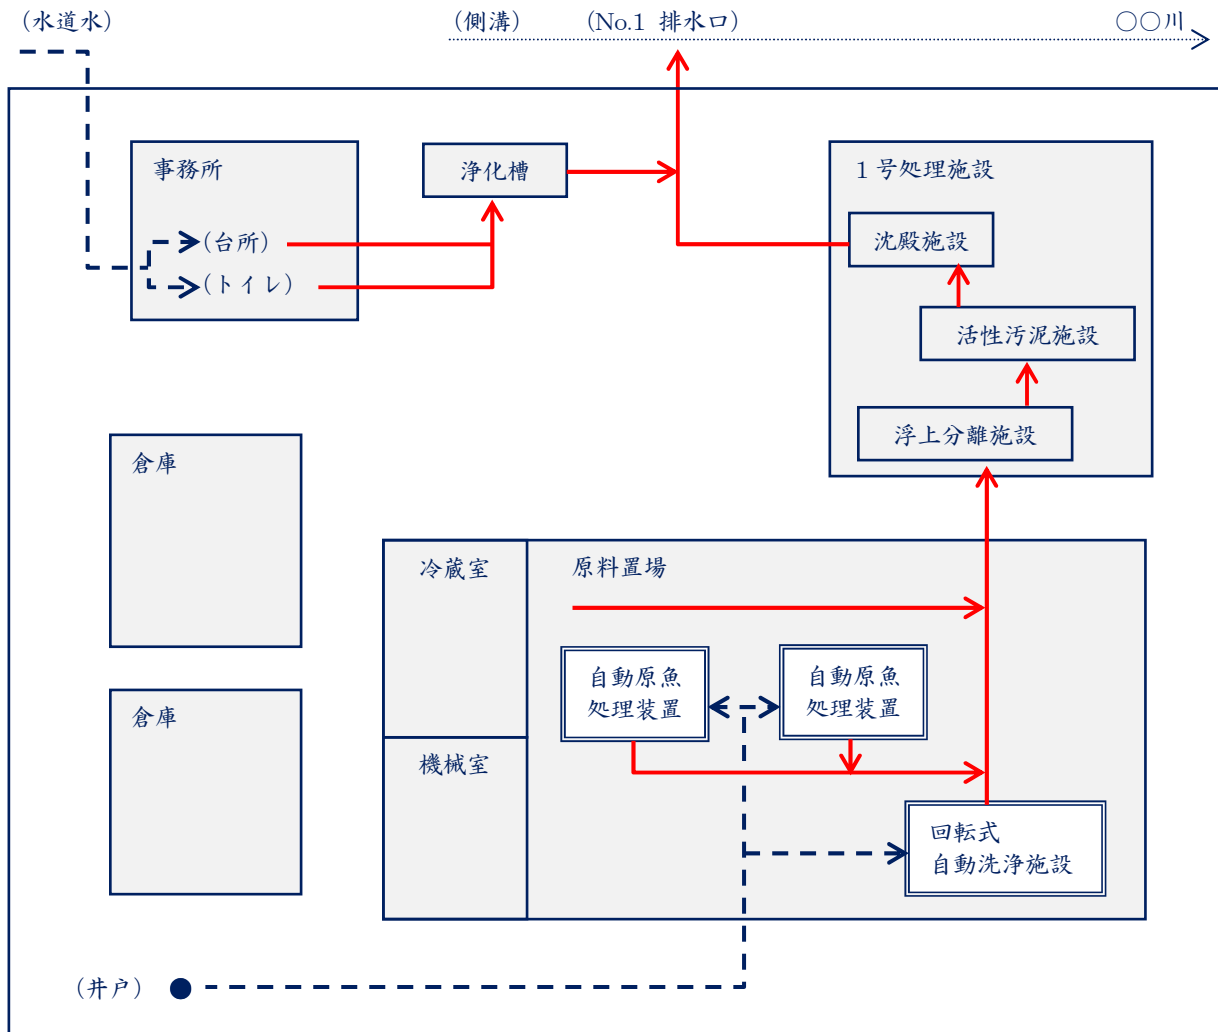 (水道水)
(側溝)
(No.1 排水口)
○○川
事務所
(台所)
(トイレ)
浄化槽
1号処理施設
沈殿施設
活性汚泥施設
浮上分離施設
倉庫
倉庫
冷蔵室
機械室
原料置場
自動原魚
処理装置
自動原魚
処理装置
回転式
自動洗浄施設
(井戸)